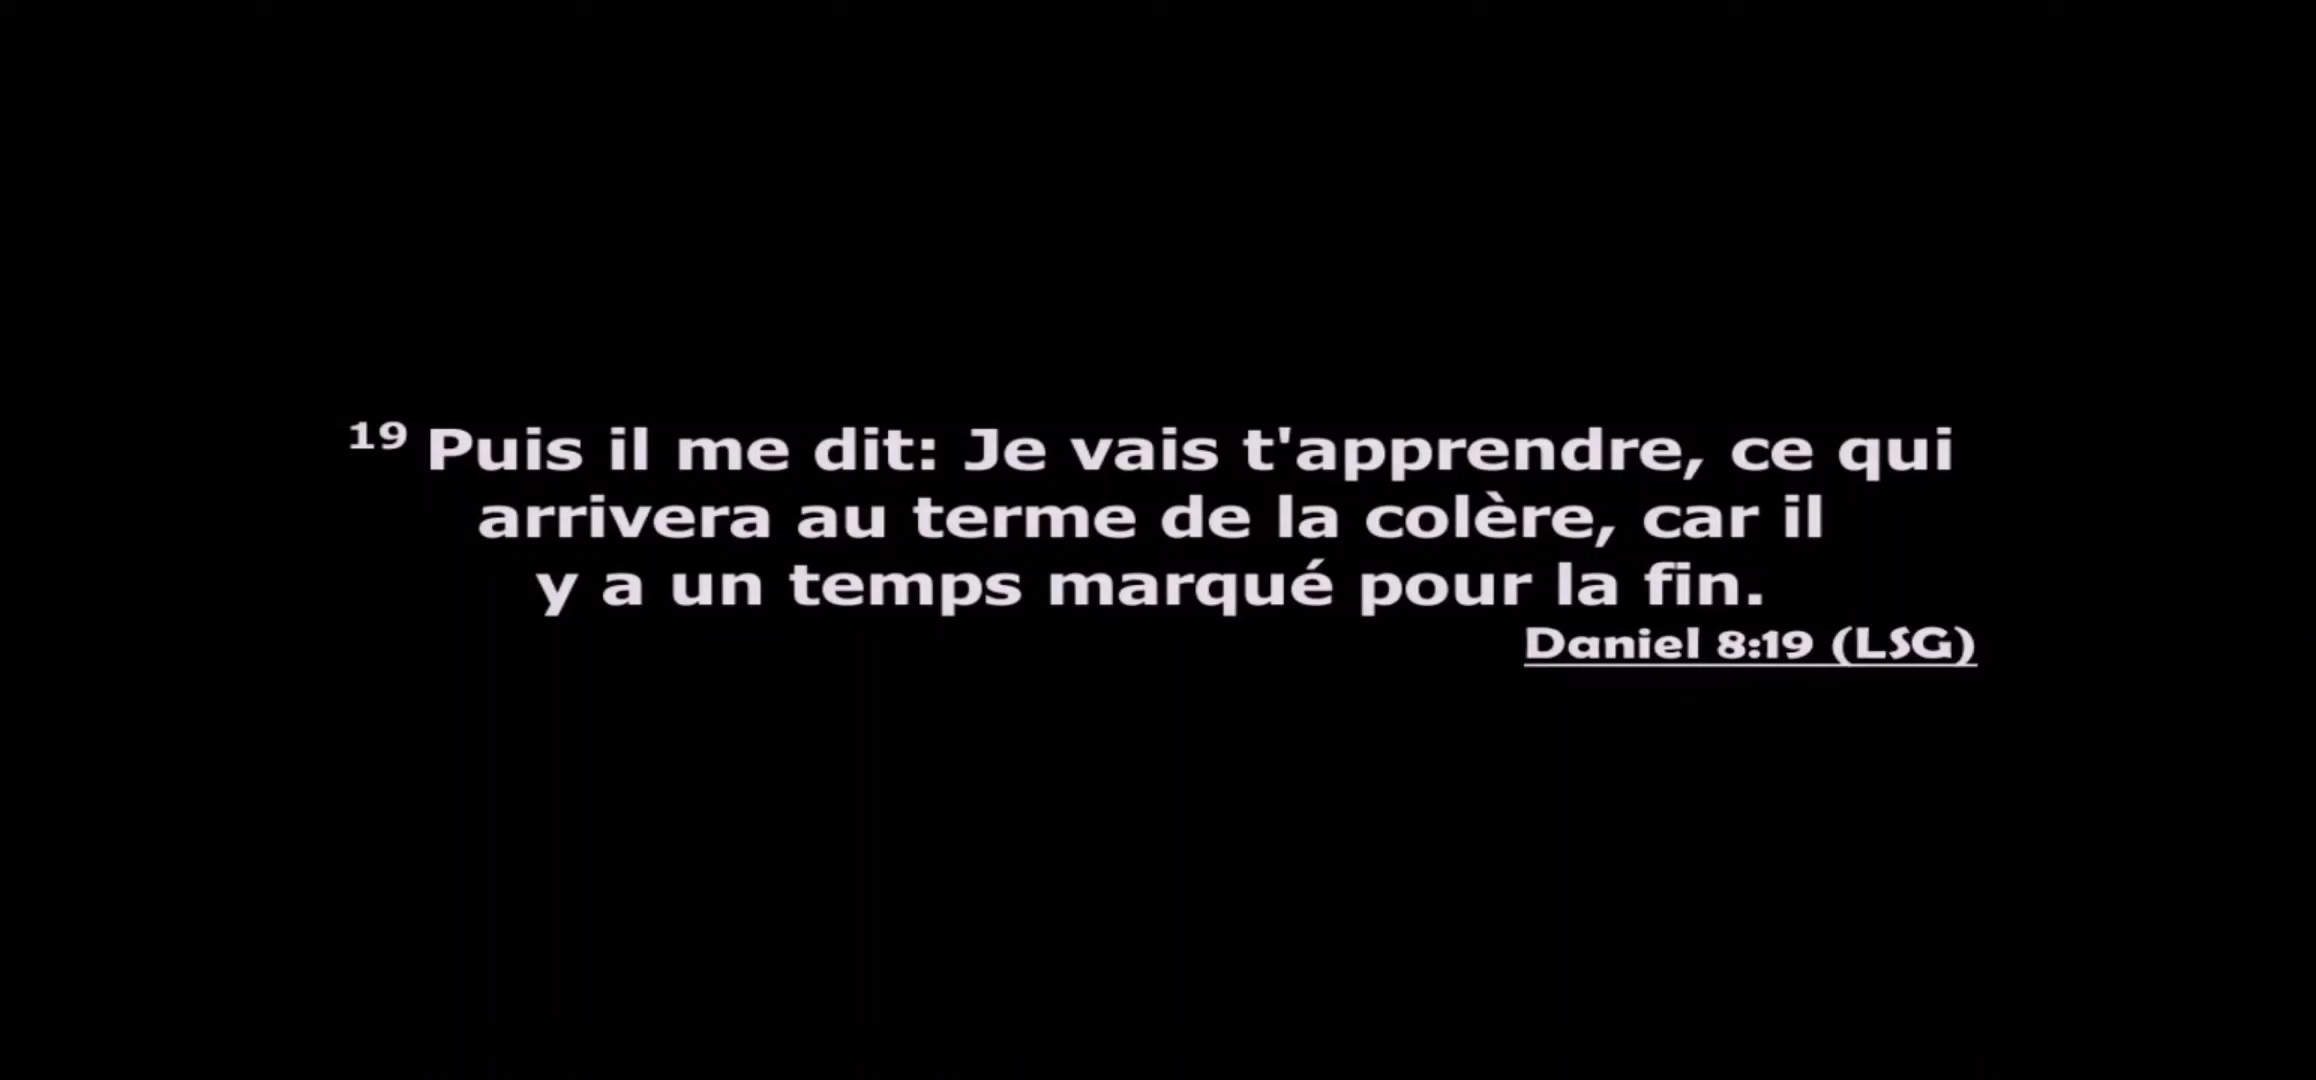 19 Puis il me dit: Je vais t'apprendre, ce qui
arrivera au terme de la colère, car il
y a un temps marqué pour la fin.
Daniel 8:19 (LSG)